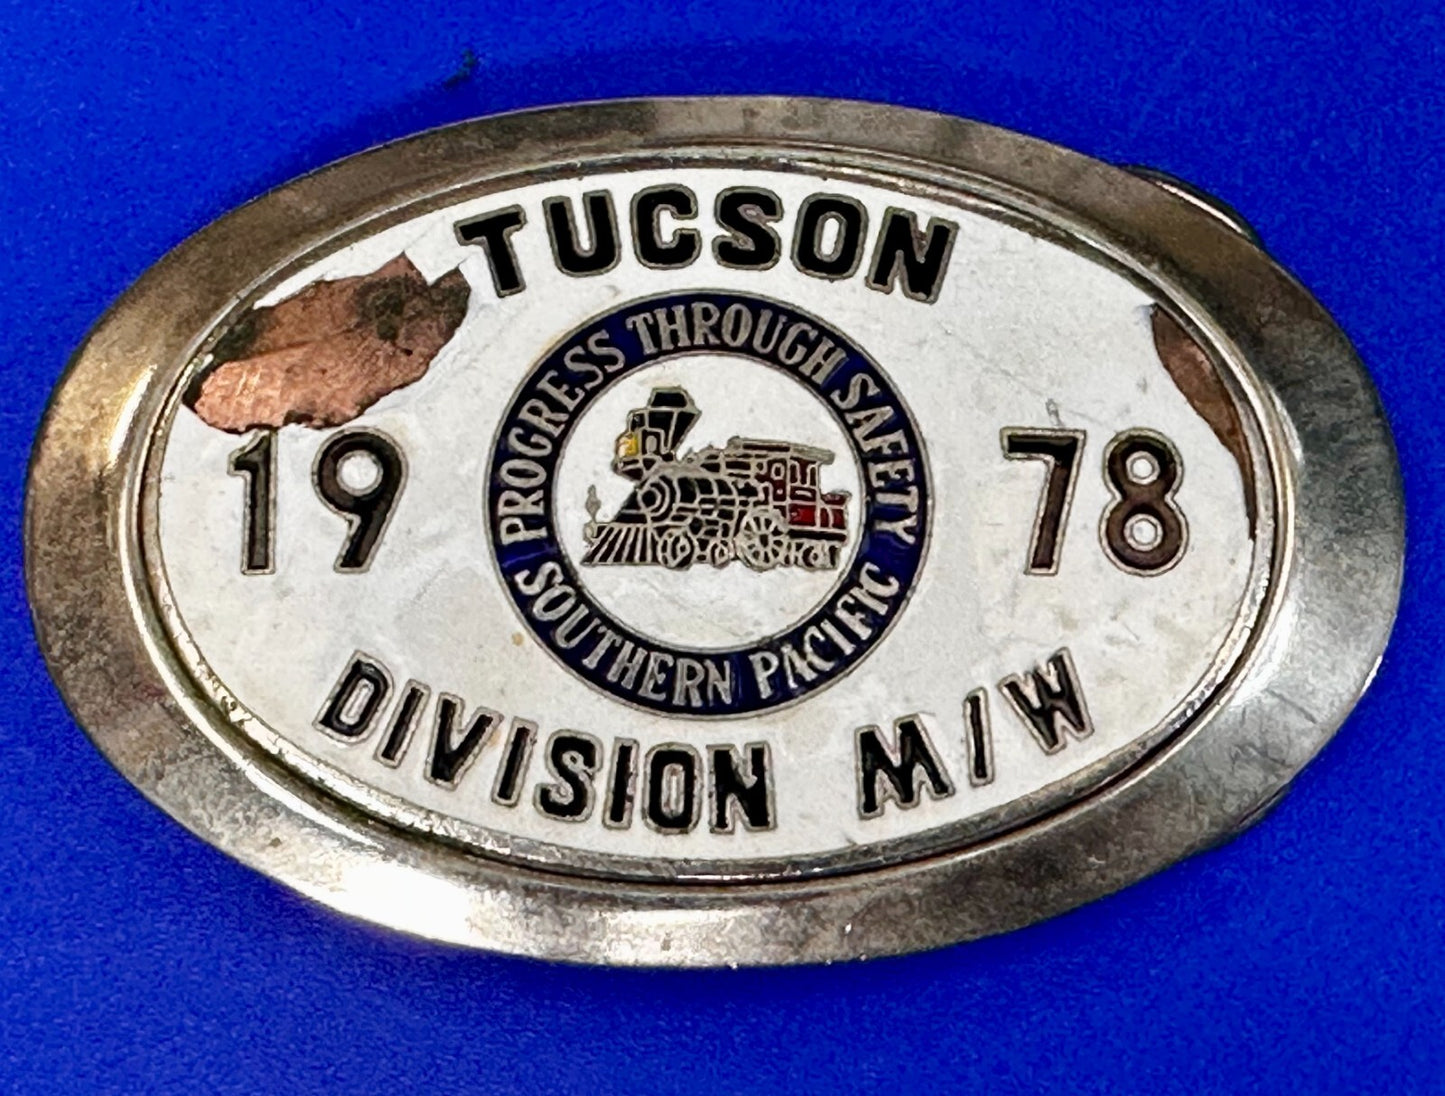 TUCSON
PROGRESS THROUGH SAFETY
19 78
SOUTHERN PACIFIC
DIVISION M/W